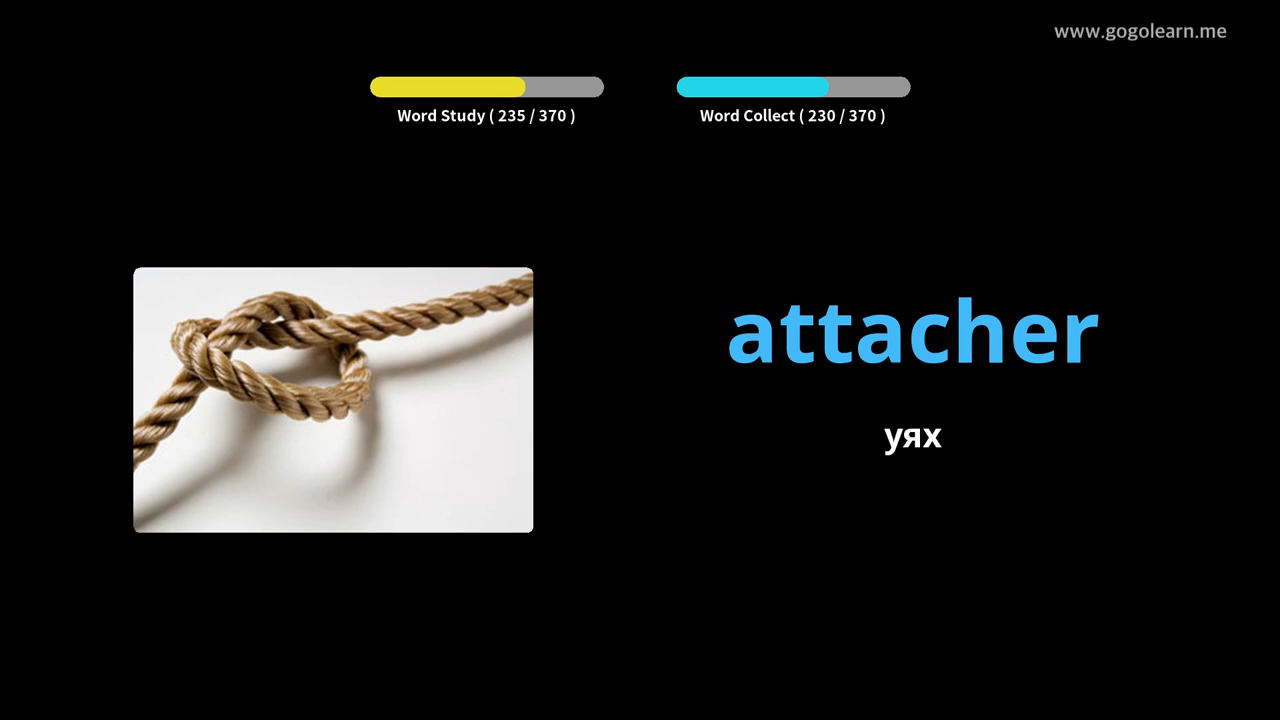 www.gogolearn.me
Word Study ( 235 / 370 )
Word Collect ( 230 / 370 )
attacher
уях